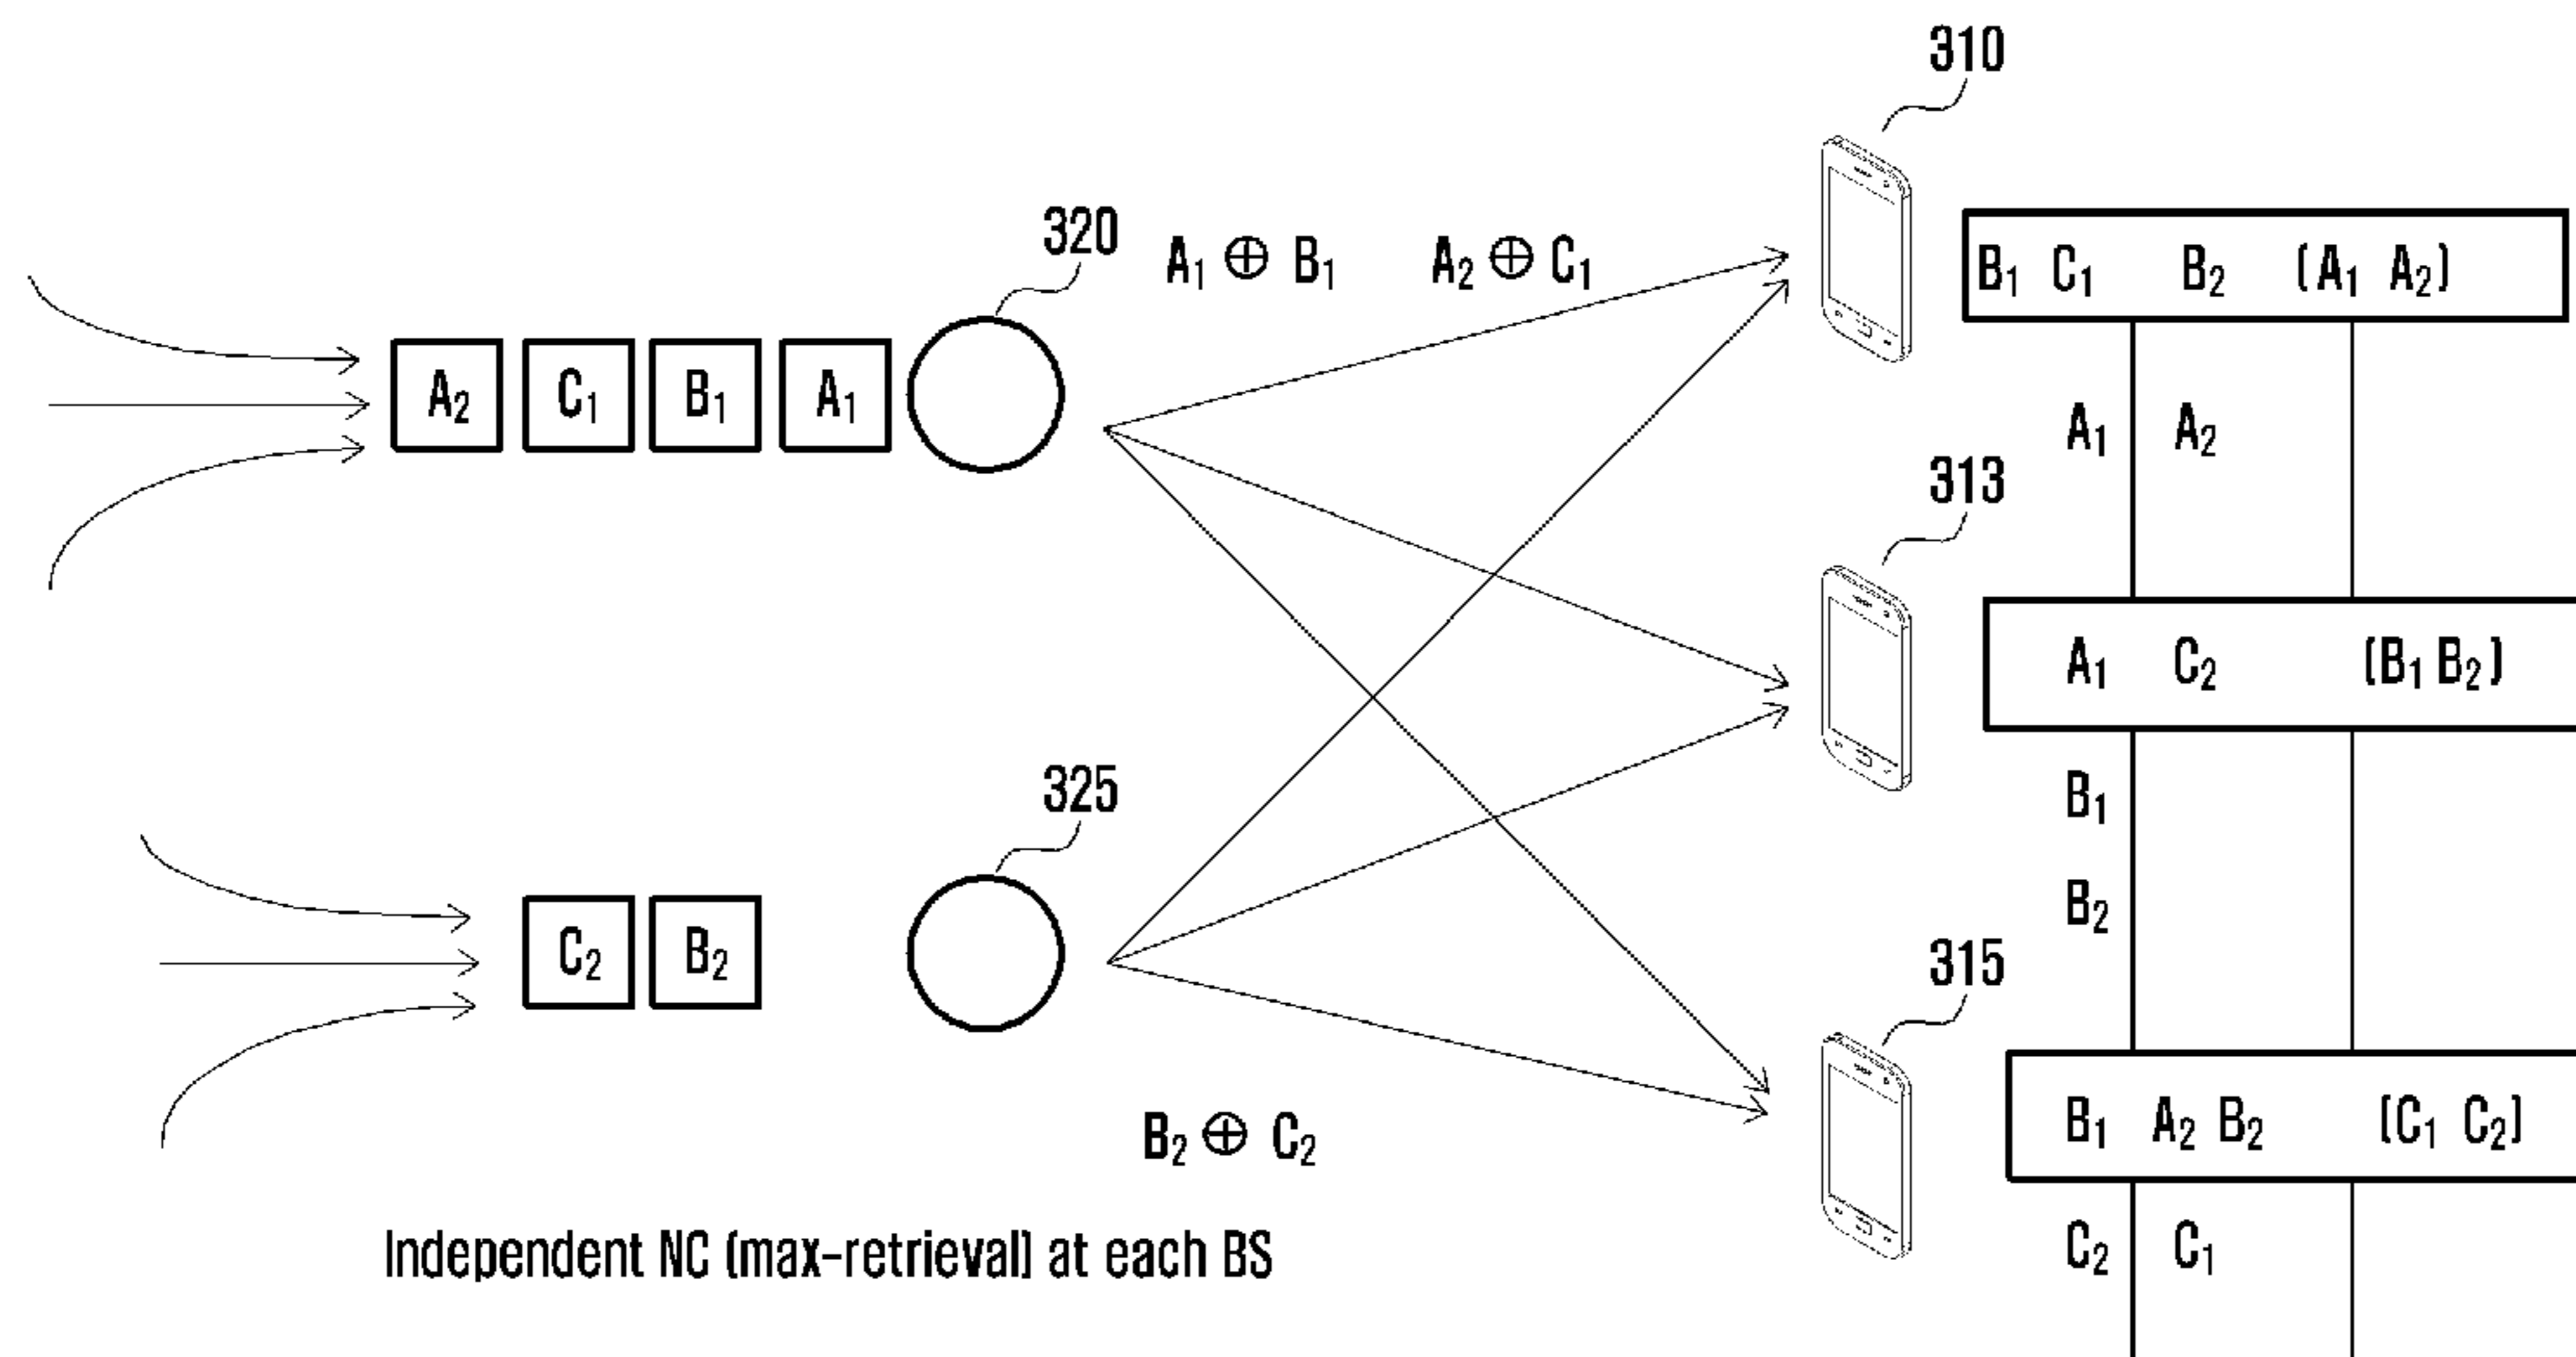 310
320
A₁ ⊕ B₁ A₂ ⊕ C₁
B₁ C₁ B₂ (A₁ A₂)
A₂ C₁ B₁ A₁
A₁ A₂
313
A₁ C₂ (B₁ B₂)
325
B₁
B₂
C₂ B₂
315
B₂ ⊕ C₂
B₁ A₂ B₂ (C₁ C₂)
Independent NC (max-retrieval) at each BS
C₂ C₁